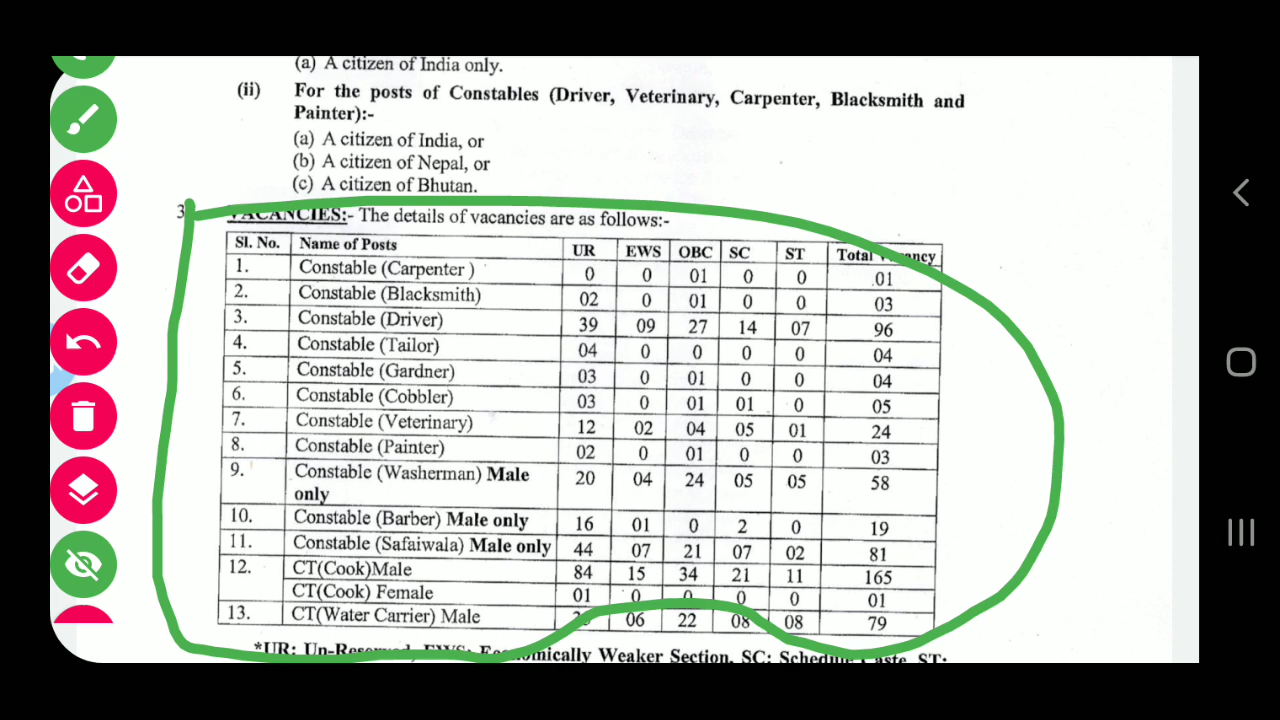 (a) A citizen of India only.
(ii) For the posts of Constables (Driver, Veterinary, Carpenter, Blacksmith and
Painter):-
(a) A citizen of India, or
(b) A citizen of Nepal, or
(c) A citizen of Bhutan.
3 VACANCIES:- The details of vacancies are as follows:-
Sl. No. Name of Posts UR EWS OBC SC ST Total
1. Constable (Carpenter ) 0 0 01 0 0 01
2. Constable (Blacksmith) 02 0 01 0 0 03
3. Constable (Driver) 39 09 27 14 07 96
4. Constable (Tailor) 04 0 0 0 0 04
5. Constable (Gardner) 03 0 01 0 0 04
6. Constable (Cobbler) 03 0 01 01 0 05
7. Constable (Veterinary) 12 02 04 05 01 24
8. Constable (Painter) 02 0 01 0 0 03
9. Constable (Washerman) Male 20 04 24 05 05 58
only
10. Constable (Barber) Male only 16 01 0 2 0 19
11. Constable (Safaiwala) Male only 44 07 21 07 02 81
12. CT(Cook)Male 84 15 34 21 11 165
CT(Cook) Female 01 0 0 0 0 01
13. CT(Water Carrier) Male 06 22 08 08 79
*UR: Weaker Section, SC: ST: